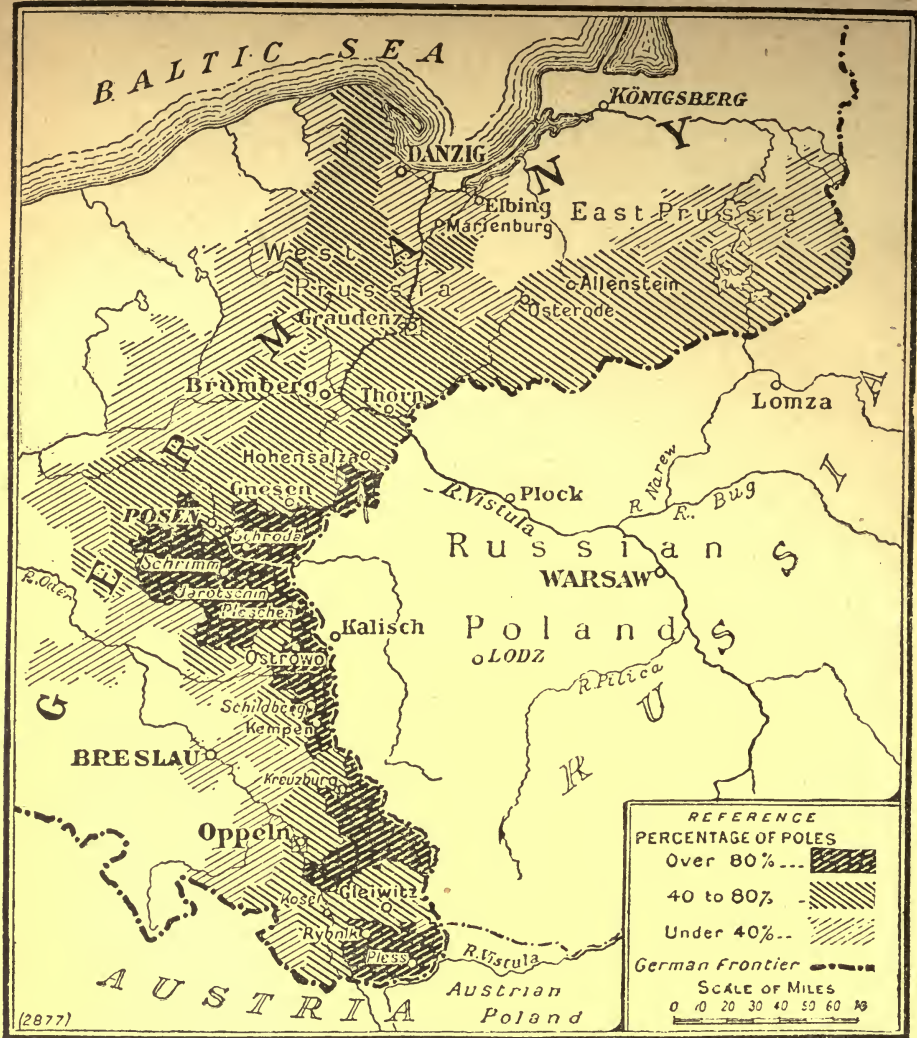 BALTIC SEA
KÖNIGSBERG
DANZIG
GERMANY
Elbing
East Prussia
Marienburg
West
Prussia
Allenstein
Osterode
Graudenz
Bromberg
Thorn
Lomza
Hohensalza
Gnesen
R. Vistula
Plock
R. Narew
R. Bug
POSEN
Schrode
Russian
WARSAW
Schrimm
R. Oder
Jarotschin
Pleschen
Kalisch
Poland
RUSSIA
LODZ
Ostrowo
R. Pilica
Schildberg
Kempen
BRESLAU
Kreuzburg
Oppeln
Gleiwitz
Kosel
Rybnik
Pless
R. Vistula
AUSTRIA
Austrian
Poland
(2877)
REFERENCE
PERCENTAGE OF POLES
Over 80%
40 to 80%
Under 40%
German Frontier
SCALE OF MILES
0 10 20 30 40 50 60